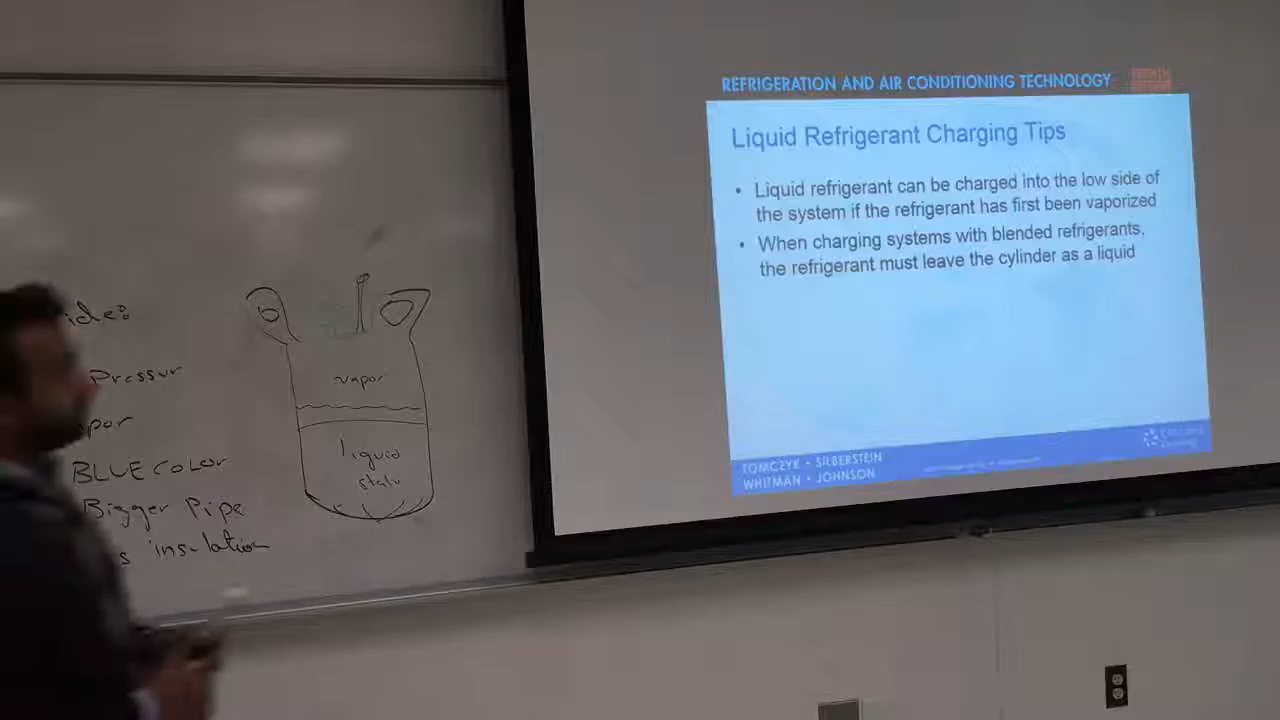 REFRIGERATION AND AIR CONDITIONING TECHNOLOGY
Liquid Refrigerant Charging Tips
• Liquid refrigerant can be charged into the low side of
the system if the refrigerant has first been vaporized
• When charging systems with blended refrigerants,
the refrigerant must leave the cylinder as a liquid
TOMCZYK • SILBERSTEIN
WHITMAN • JOHNSON
ide:
Pressur
por
BLUE COLOR
Bigger Pipe
s insulation
vapor
liquid